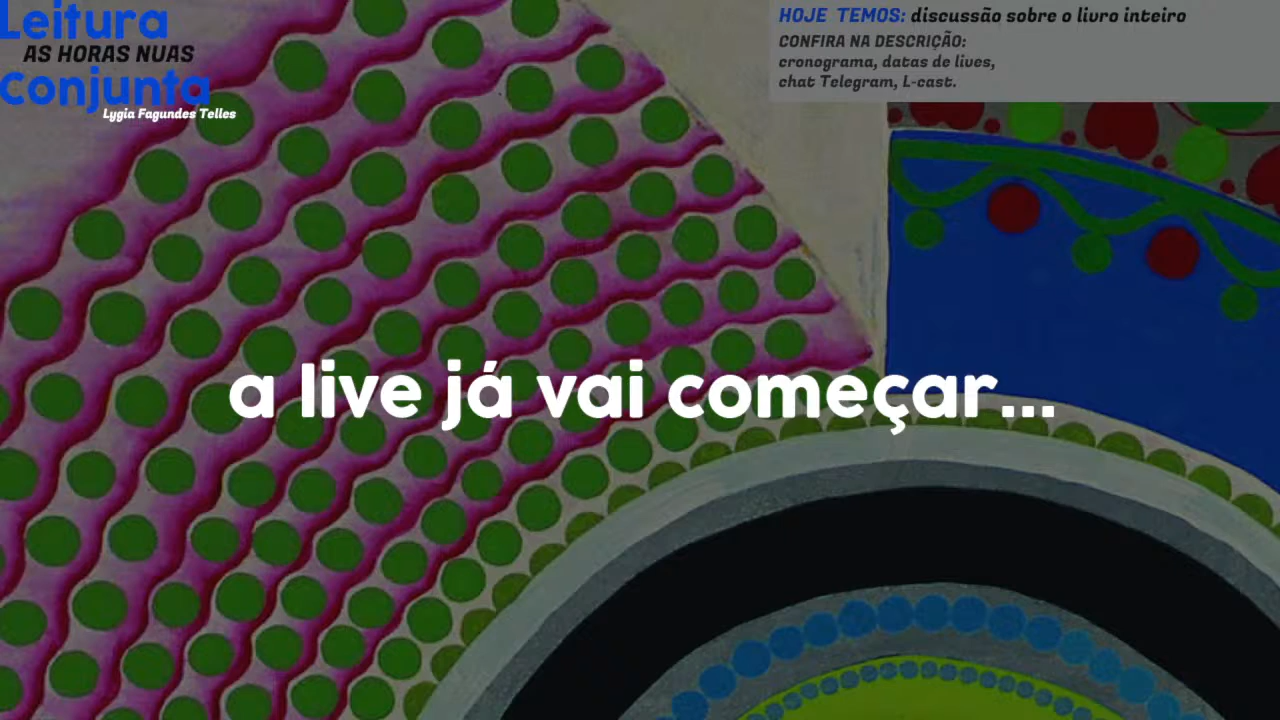 Leitura
AS HORAS NUAS
Conjunta
Lygia Fagundes Telles
HOJE TEMOS: discussão sobre o livro inteiro
CONFIRA NA DESCRIÇÃO:
cronograma, datas de lives,
chat Telegram, L-cast.
a live já vai começar...